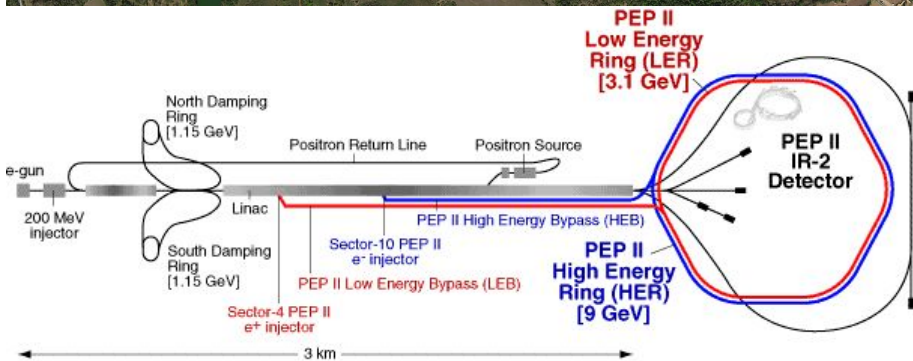 PEP II
Low Energy
Ring (LER)
[3.1 GeV]
North Damping
Ring
[1.15 GeV]
Positron Return Line
Positron Source
e-gun
200 MeV
injector
Linac
PEP II
IR-2
Detector
South Damping
Ring
[1.15 GeV]
Sector-4 PEP II
e+ injector
PEP II Low Energy Bypass (LEB)
Sector-10 PEP II
e- injector
PEP II High Energy Bypass (HEB)
PEP II
High Energy
Ring (HER)
[9 GeV]
3 km